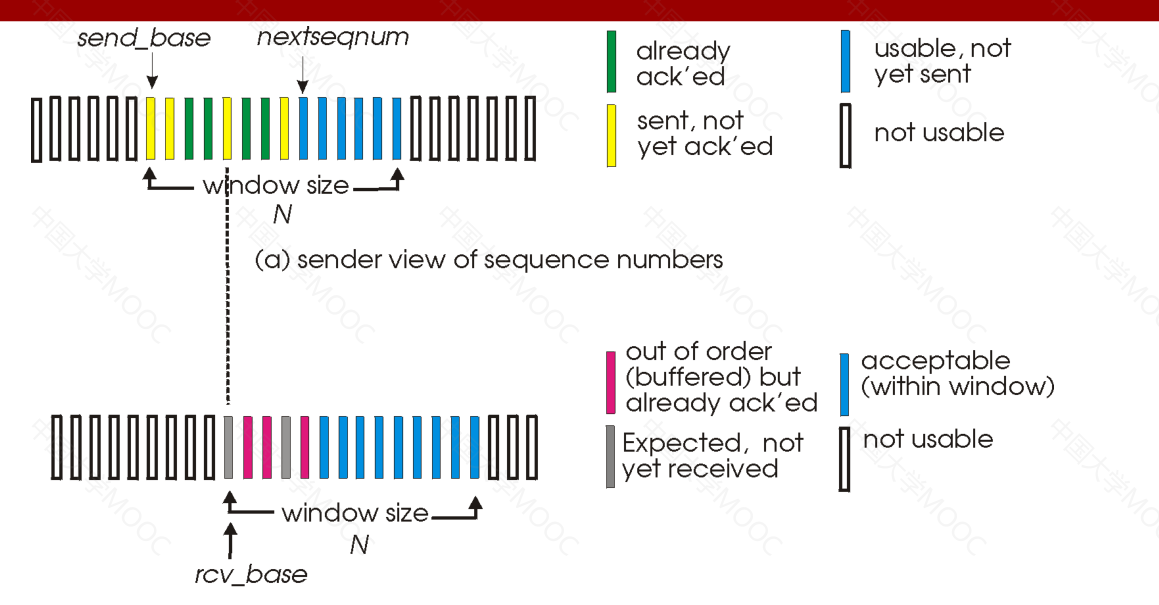 send_base nextseqnum
already
ack'ed
usable, not
yet sent
sent, not
yet ack'ed
not usable
window size
N
(a) sender view of sequence numbers
out of order
(buffered) but
already ack'ed
acceptable
(within window)
Expected, not
yet received
not usable
window size
N
rcv_base
中国大学MOOC